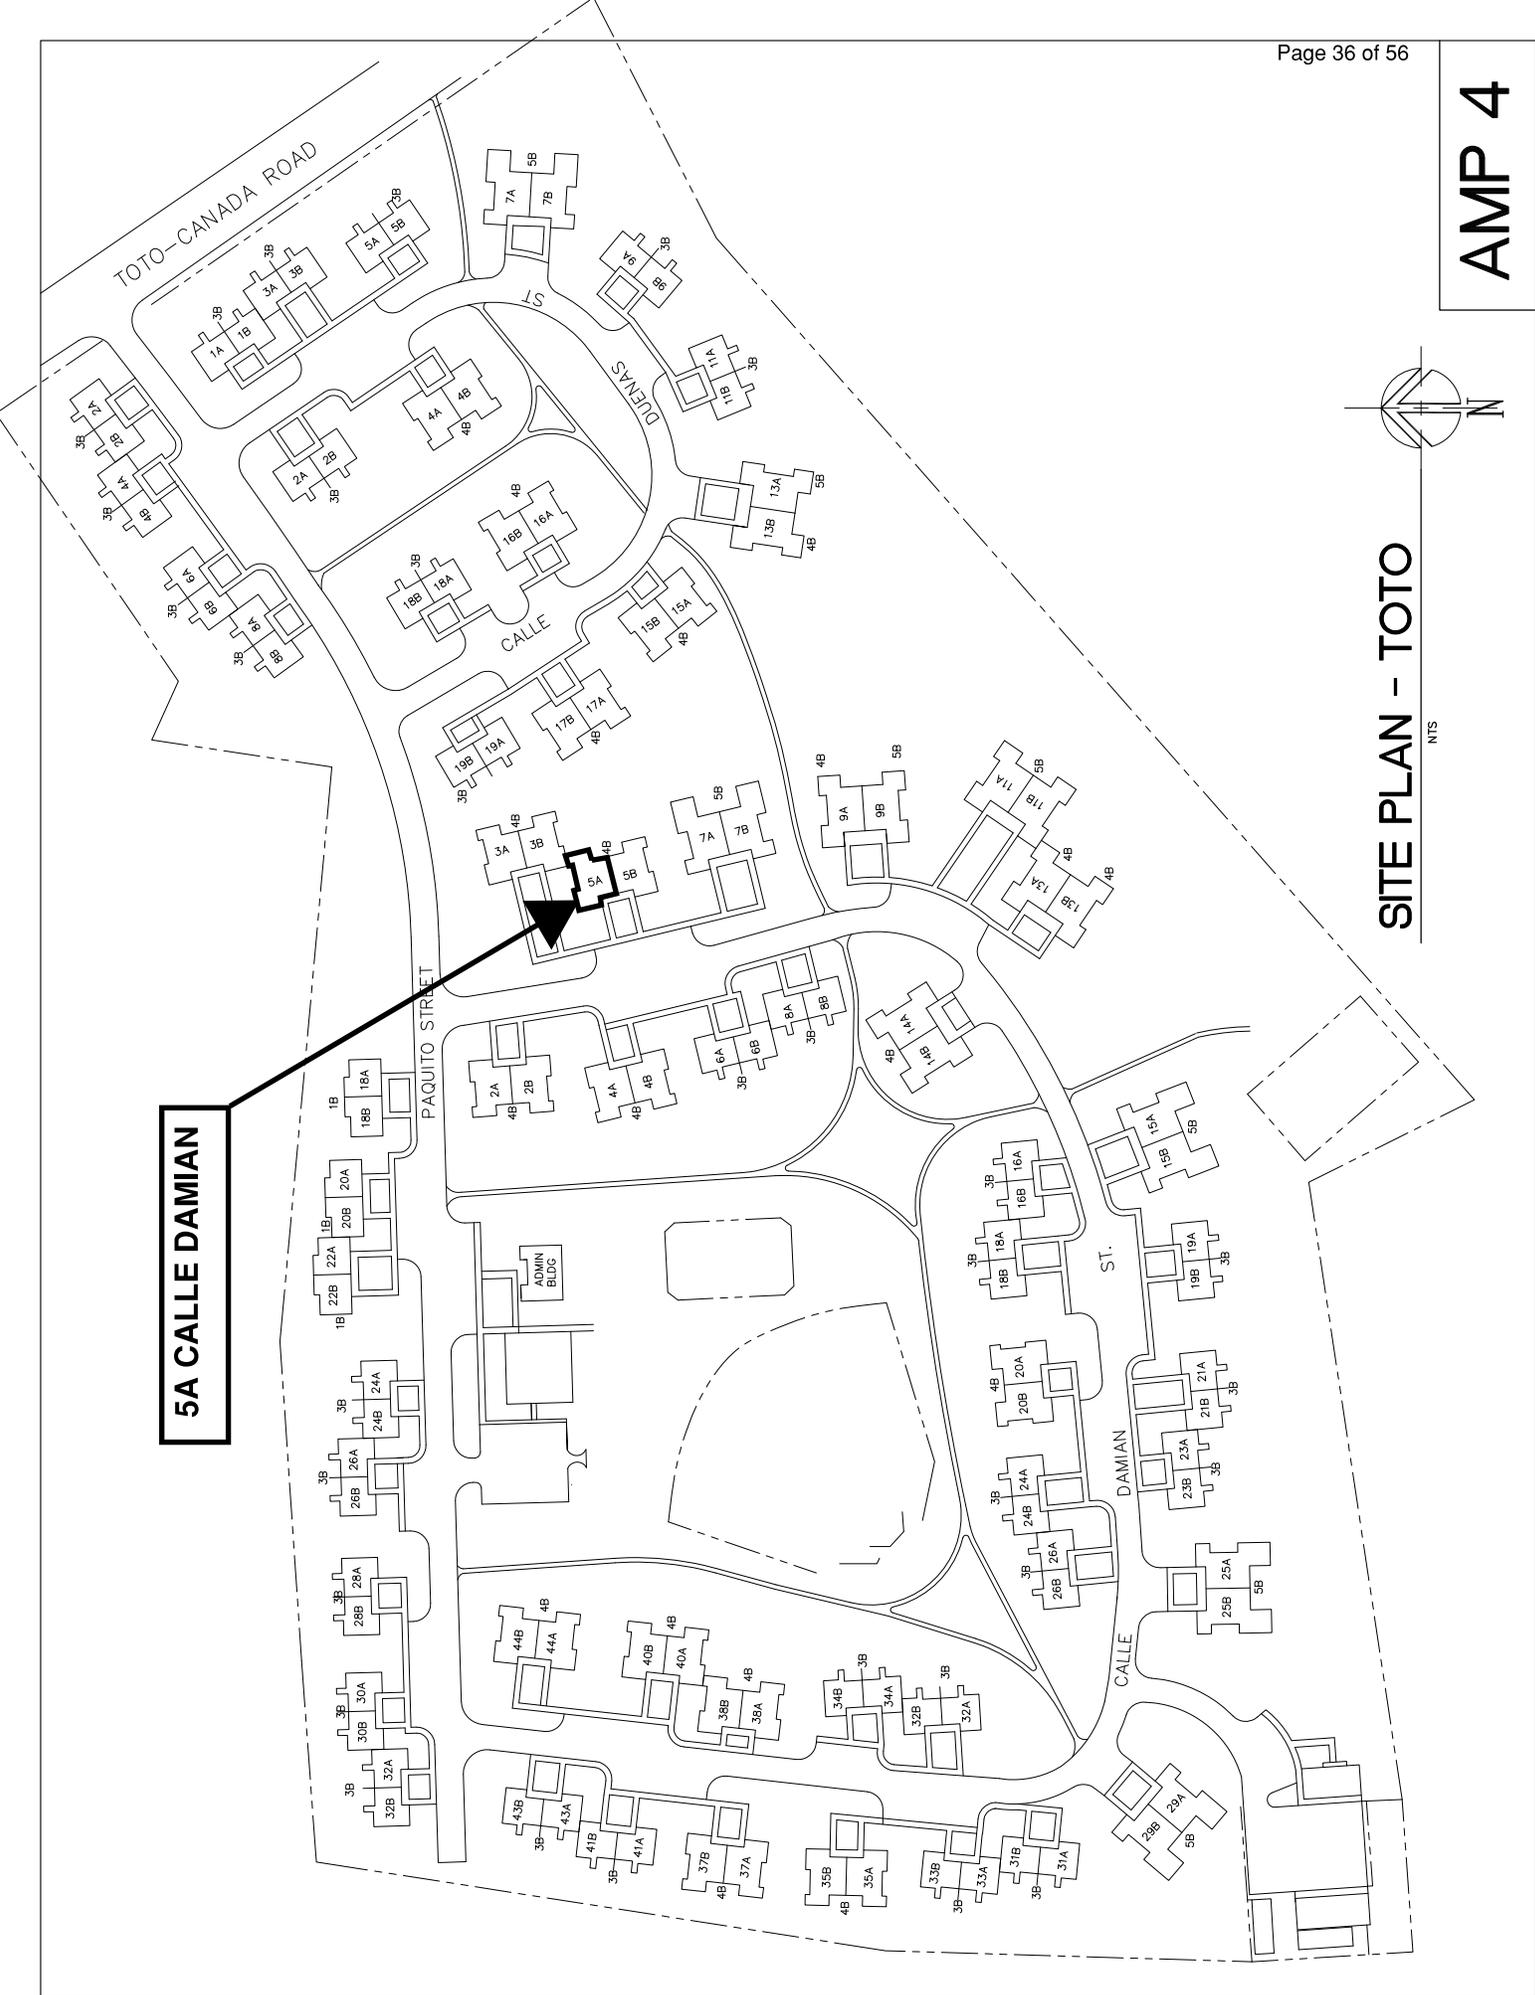 Page 36 of 56
AMP 4
SITE PLAN - TOTO
NTS
N
TOTO-CANADA ROAD
5A CALLE DAMIAN
PAQUITO STREET
CALLE
DUENAS
ST
CALLE
DAMIAN
ST.
ADMIN
BLDG
1A
1B
3A
3B
3B
5A
5B
3B
7A
7B
5B
9A
9B
3B
11A
11B
3B
13A
13B
5B
4B
15B
15A
4B
17B
17A
4B
19B
19A
3B
2A
2B
3B
4A
4B
3B
6A
6B
3B
8A
8B
3B
2A
2B
3B
4A
4B
4B
16B
16A
4B
18B
18A
3B
3A
3B
4B
5A
5B
4B
7A
7B
5B
9A
9B
4B
5B
11A
11B
5B
13A
13B
4B
4B
2A
2B
4B
4A
4B
4B
6A
6B
3B
8A
8B
3B
14A
14B
4B
15A
15B
5B
16A
16B
3B
18A
18B
3B
19A
19B
3B
20A
20B
4B
21A
21B
3B
23A
23B
3B
24A
24B
3B
26A
26B
3B
25A
25B
5B
18A
18B
1B
20A
20B
1B
22A
22B
1B
24A
24B
3B
26A
26B
3B
28A
28B
3B
30A
30B
3B
32A
32B
3B
44B
44A
4B
40B
40A
4B
38B
38A
4B
34B
34A
3B
32B
32A
3B
43B
43A
3B
41B
41A
3B
37B
37A
4B
35B
35A
4B
33B
33A
3B
31B
31A
3B
29B
29A
5B